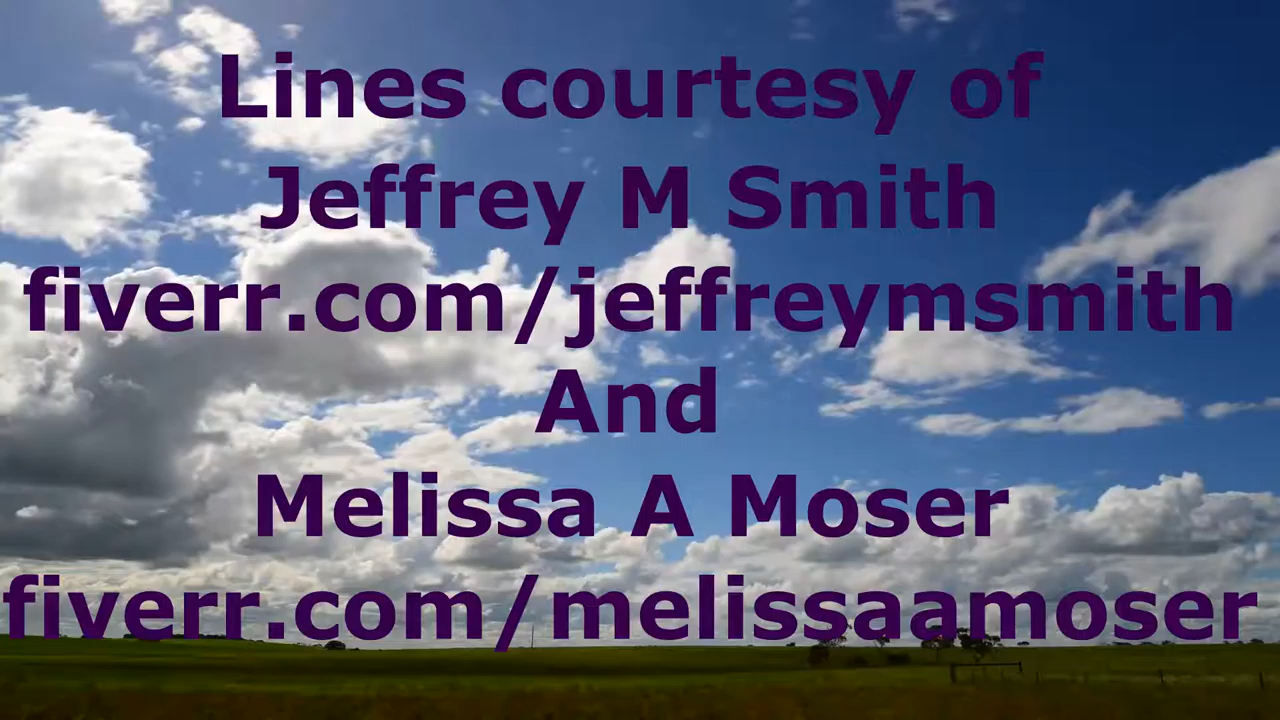 Lines courtesy of
Jeffrey M Smith
fiverr.com/jeffreymsmith
And
Melissa A Moser
fiverr.com/melissaamoser